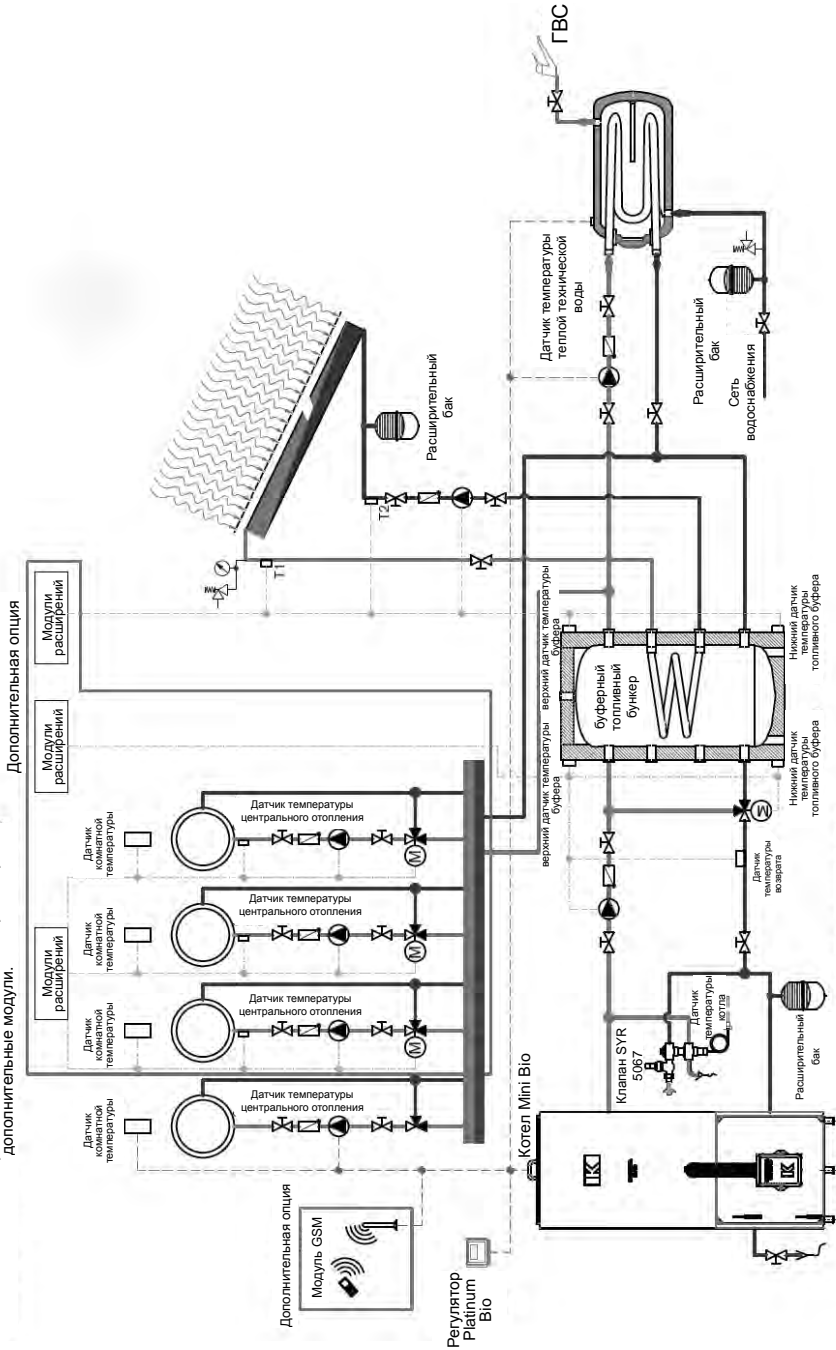 дополнительные модули.
Дополнительная опция
Модули
расширений
Модули
расширений
Модули
расширений
Датчик
комнатной
температуры
Датчик
комнатной
температуры
Датчик
комнатной
температуры
Датчик
комнатной
температуры
Датчик температуры
центрального отопления
Датчик температуры
центрального отопления
Датчик температуры
центрального отопления
Датчик температуры
центрального отопления
M
M
M
Дополнительная опция
Модуль GSM
Регулятор
Platinum
Bio
Котел Mini Bio
Клапан SYR
5067
Датчик
температуры
котла
Расширительный
бак
Датчик
температуры
возврата
M
верхний датчик температуры
буфера
верхний датчик температуры
буфера
буферный
топливный
бункер
Нижний датчик
температуры
топливного буфера
Нижний датчик
температуры
топливного буфера
T1
T2
Расширительный
бак
Датчик температуры
теплой технической
воды
ГВС
Расширительный
бак
Сеть
водоснабжения